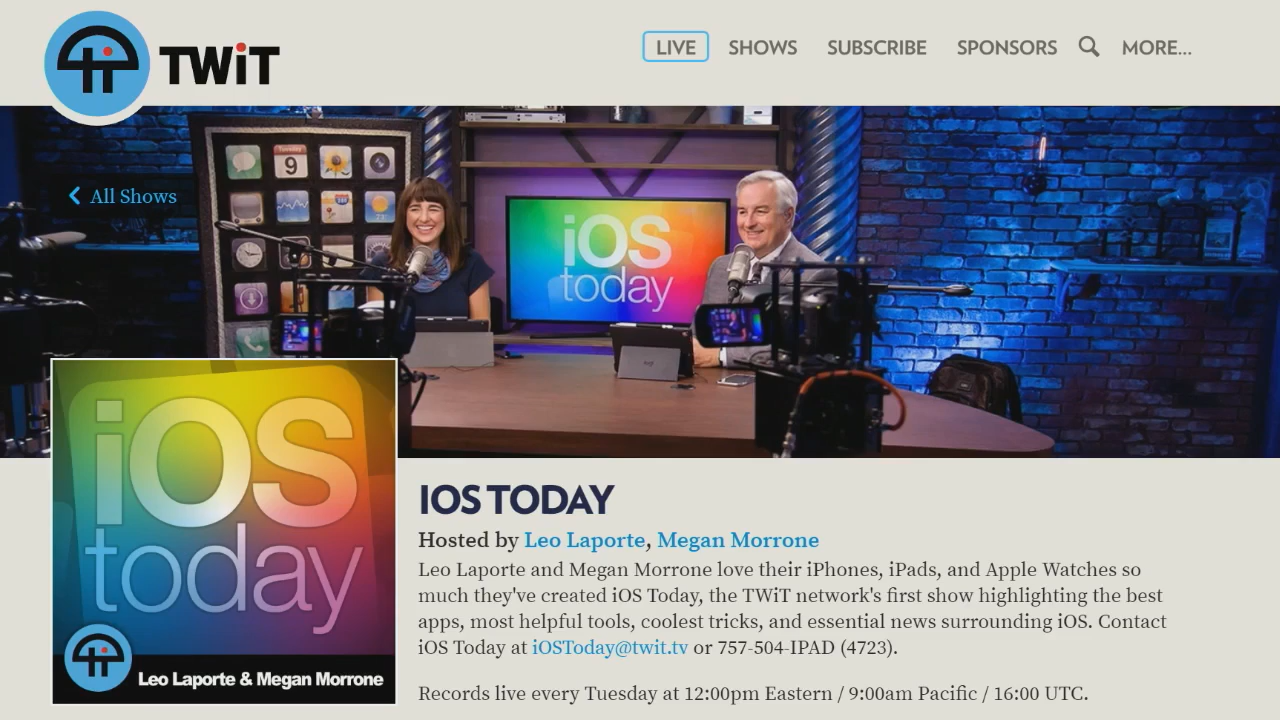 TWiT
LIVE
SHOWS
SUBSCRIBE
SPONSORS
MORE...
All Shows
Tuesday
9
iOS
today
iOS
today
Leo Laporte & Megan Morrone
IOS TODAY
Hosted by Leo Laporte, Megan Morrone
Leo Laporte and Megan Morrone love their iPhones, iPads, and Apple Watches so
much they've created iOS Today, the TWiT network's first show highlighting the best
apps, most helpful tools, coolest tricks, and essential news surrounding iOS. Contact
iOS Today at iOSToday@twit.tv or 757-504-IPAD (4723).
Records live every Tuesday at 12:00pm Eastern / 9:00am Pacific / 16:00 UTC.